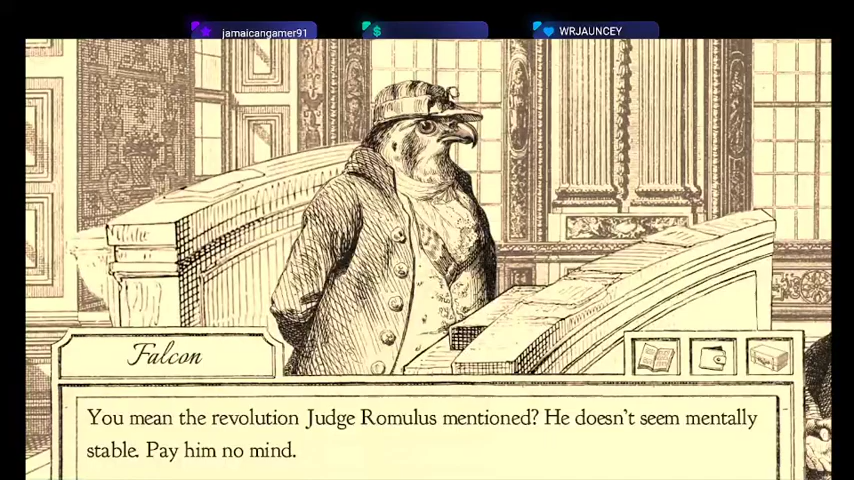 jamaicangamer91
$
WRJAUNCEY
Falcon
You mean the revolution Judge Romulus mentioned? He doesn't seem mentally
stable. Pay him no mind.